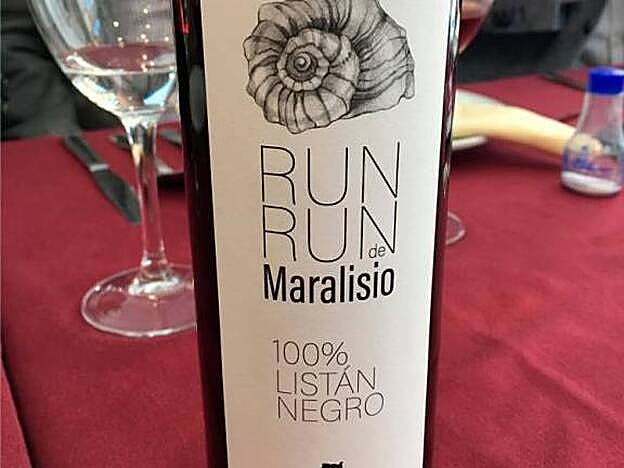 RUN
RUN
de
Maralisio
100%
LISTÁN
NEGRO